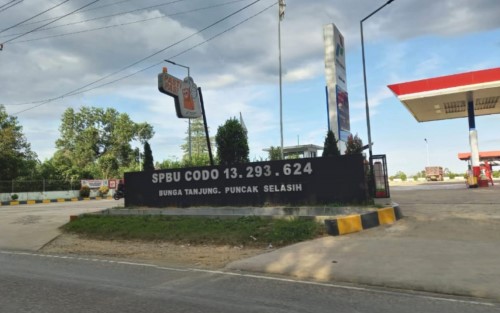 SPBU CODO 13.293.624
BUNGA TANJUNG. PUNCAK SELASIH